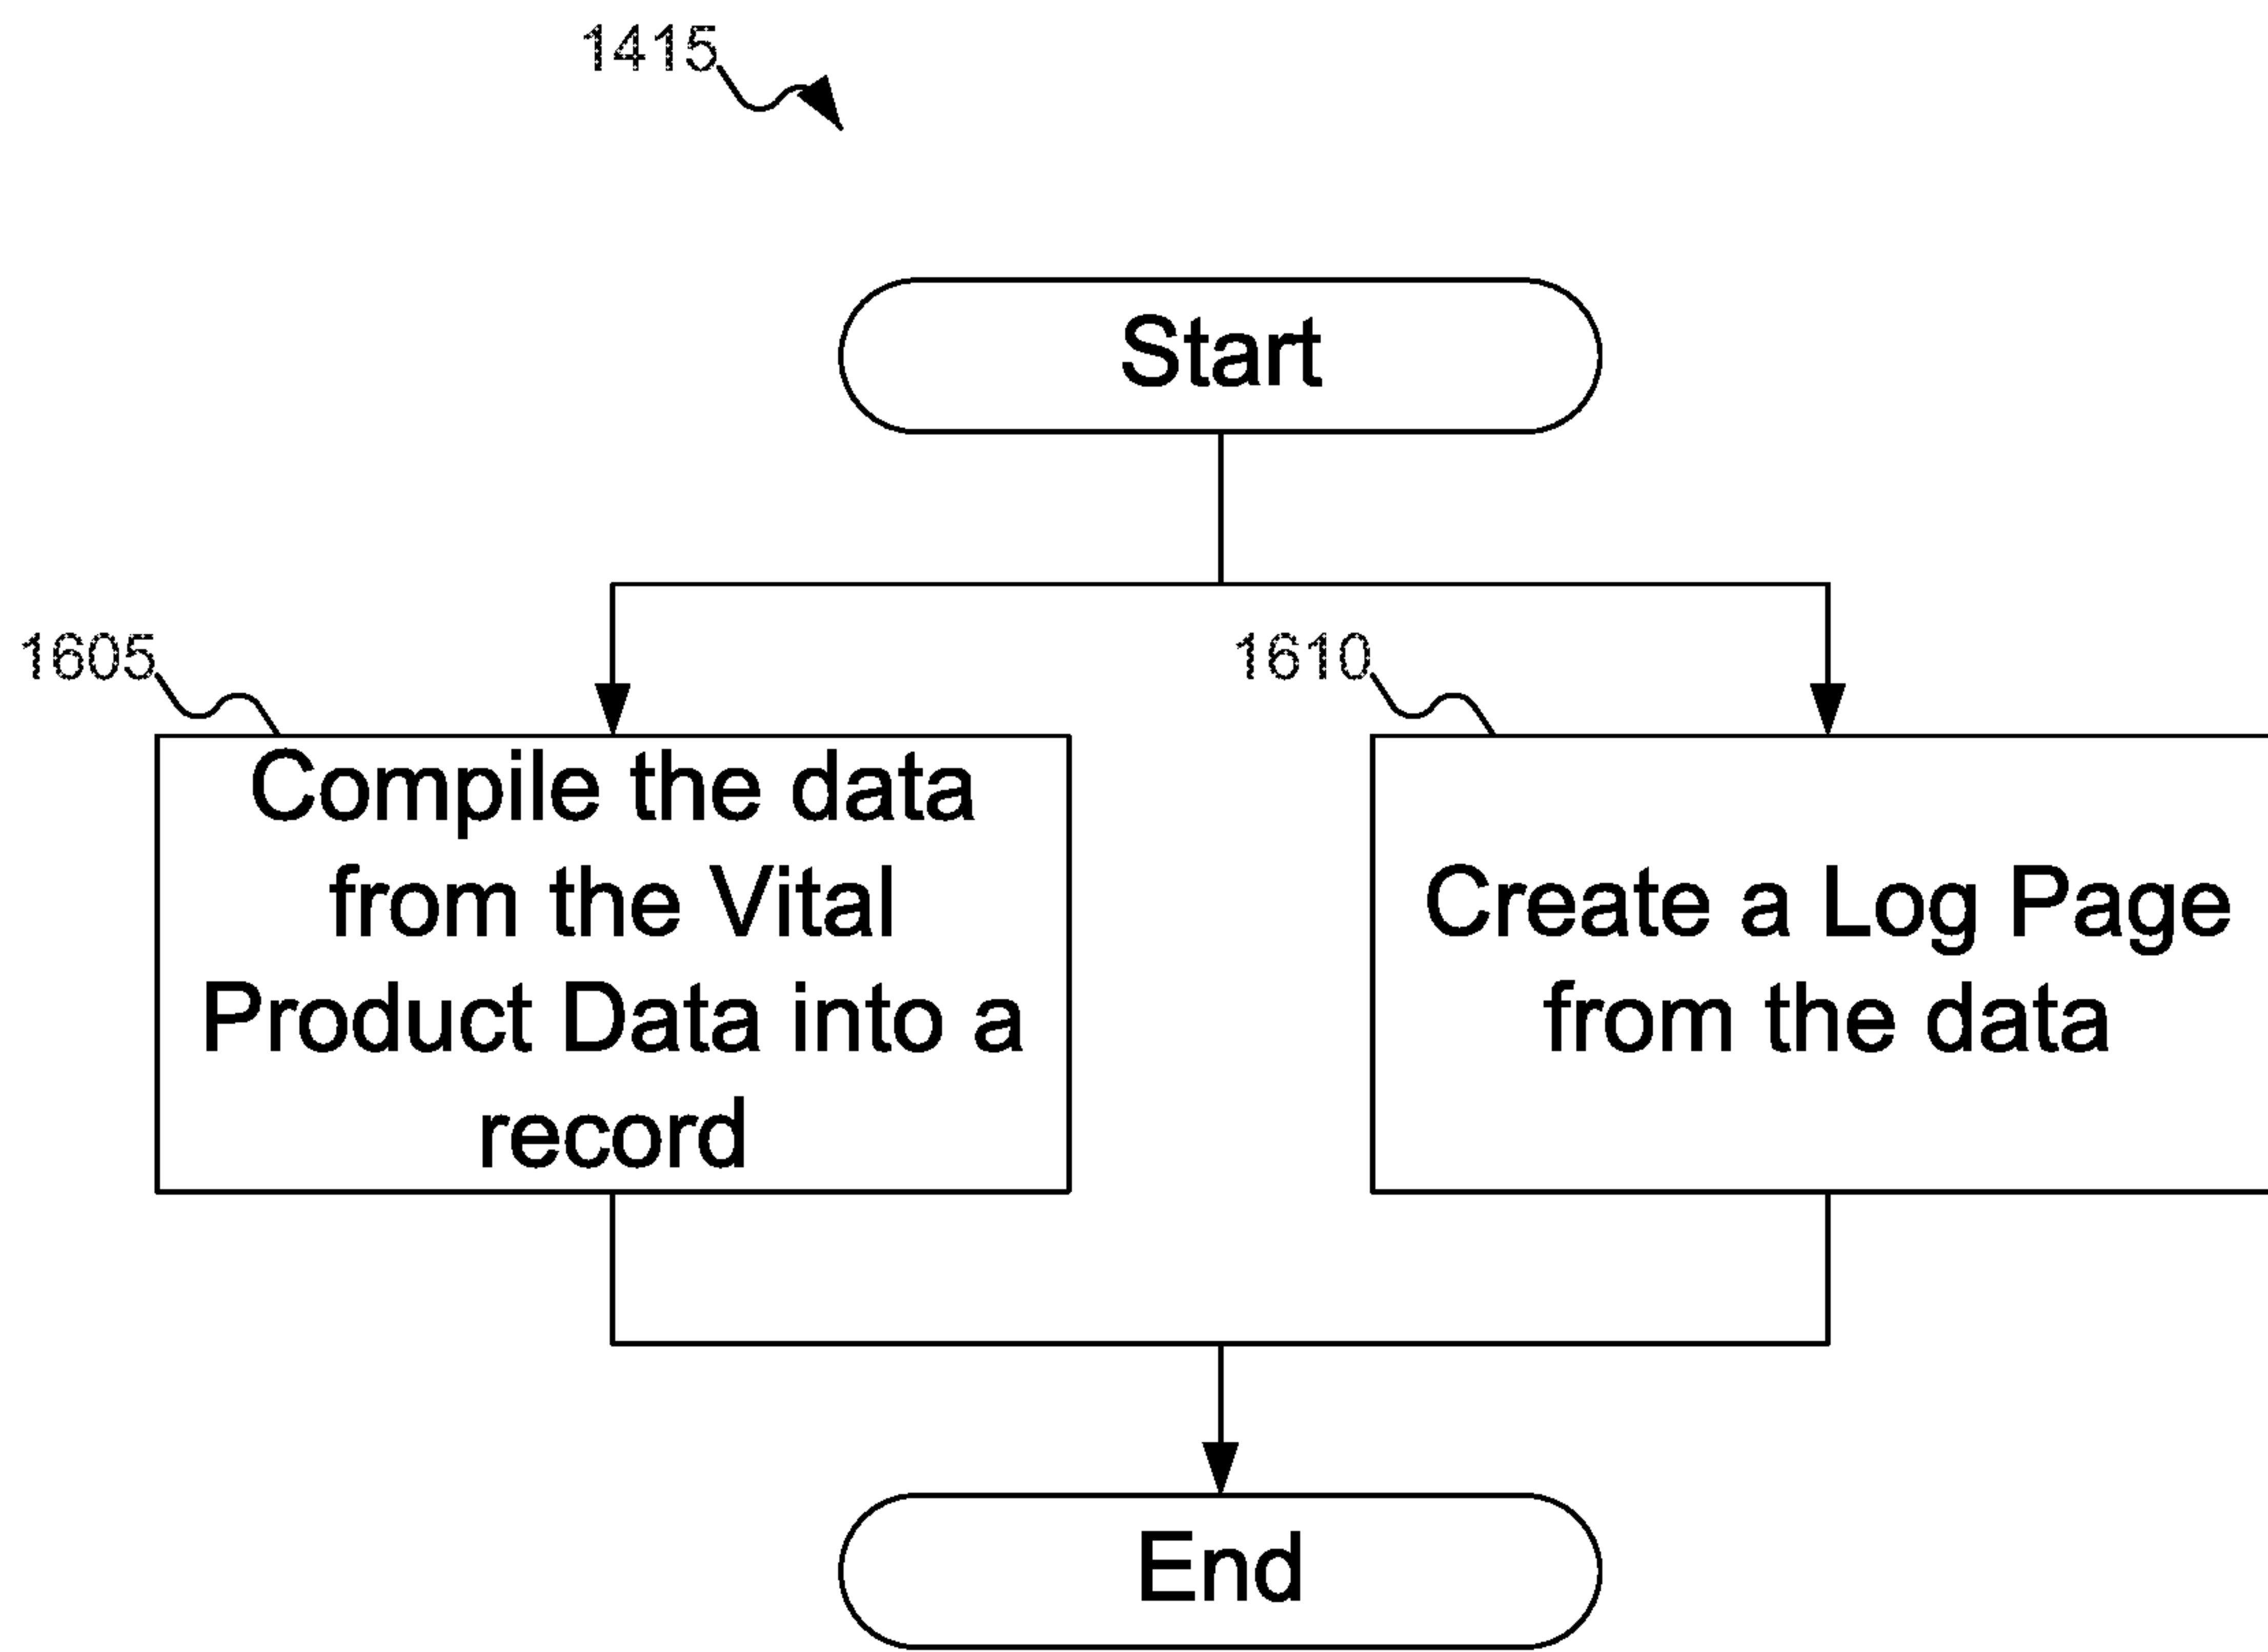 1415
Start
1605
1610
Compile the data
from the Vital
Product Data into a
record
Create a Log Page
from the data
End